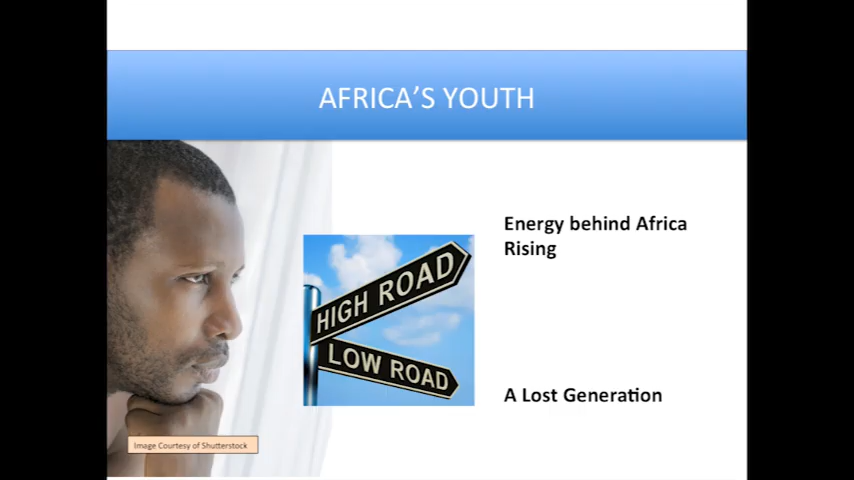 AFRICA'S YOUTH
Energy behind Africa
Rising
HIGH ROAD
LOW ROAD
A Lost Generation
Image Courtesy of Shutterstock